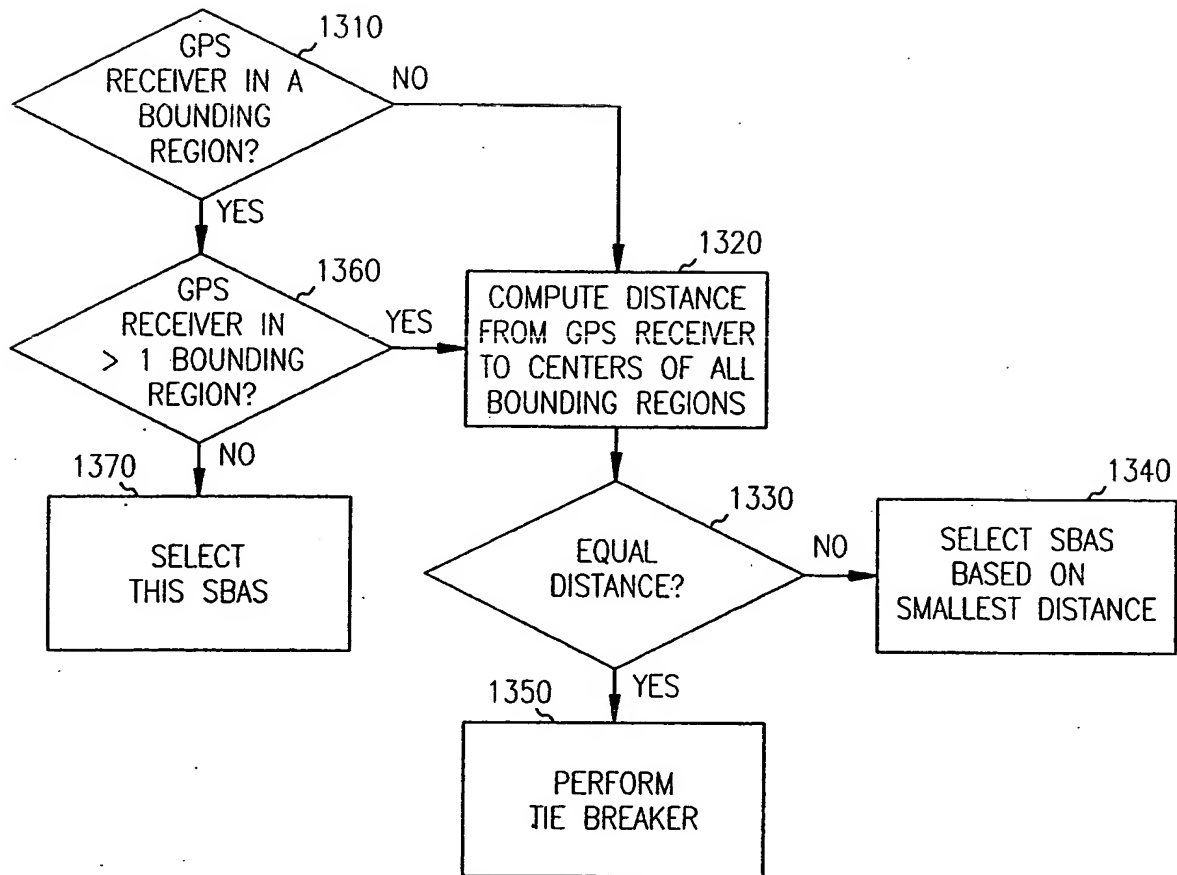 1310
GPS
RECEIVER IN A
BOUNDING
REGION?
NO
YES
1360
GPS
RECEIVER IN
> 1 BOUNDING
REGION?
YES
NO
1320
COMPUTE DISTANCE
FROM GPS RECEIVER
TO CENTERS OF ALL
BOUNDING REGIONS
1370
SELECT
THIS SBAS
1330
EQUAL
DISTANCE?
NO
YES
1340
SELECT SBAS
BASED ON
SMALLEST DISTANCE
1350
PERFORM
TIE BREAKER